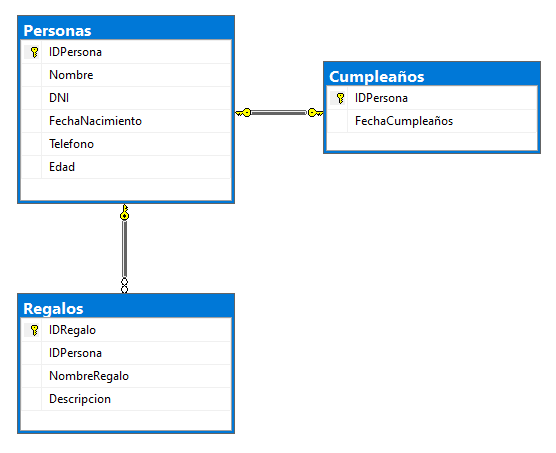 Personas
IDPersona
Nombre
DNI
FechaNacimiento
Telefono
Edad
Cumpleaños
IDPersona
FechaCumpleaños
Regalos
IDRegalo
IDPersona
NombreRegalo
Descripcion